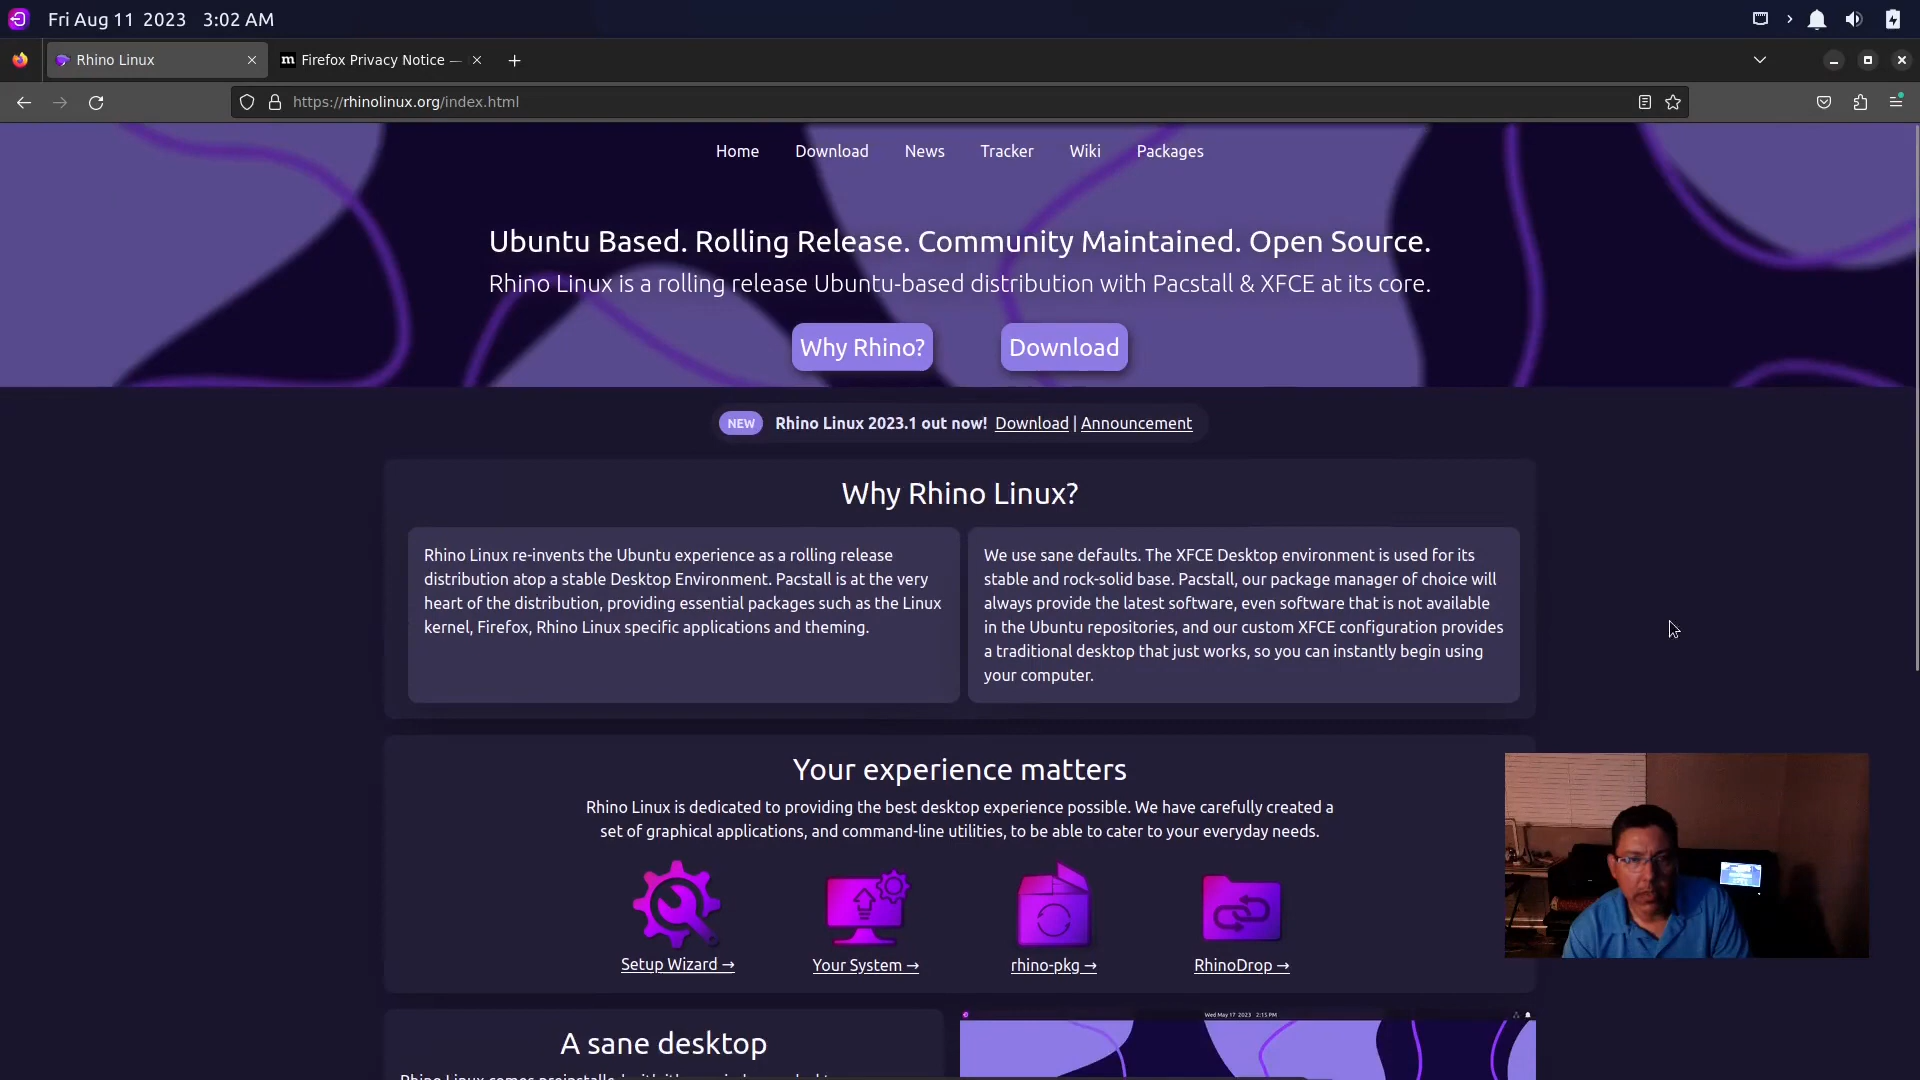 Fri Aug 11 2023 3:02 AM
Rhino Linux
Firefox Privacy Notice —
https://rhinolinux.org/index.html
Home Download News Tracker Wiki Packages
Ubuntu Based. Rolling Release. Community Maintained. Open Source.
Rhino Linux is a rolling release Ubuntu-based distribution with Pacstall & XFCE at its core.
Why Rhino? Download
NEW Rhino Linux 2023.1 out now! Download | Announcement
Why Rhino Linux?
Rhino Linux re-invents the Ubuntu experience as a rolling release
distribution atop a stable Desktop Environment. Pacstall is at the very
heart of the distribution, providing essential packages such as the Linux
kernel, Firefox, Rhino Linux specific applications and theming.
We use sane defaults. The XFCE Desktop environment is used for its
stable and rock-solid base. Pacstall, our package manager of choice will
always provide the latest software, even software that is not available
in the Ubuntu repositories, and our custom XFCE configuration provides
a traditional desktop that just works, so you can instantly begin using
your computer.
Your experience matters
Rhino Linux is dedicated to providing the best desktop experience possible. We have carefully created a
set of graphical applications, and command-line utilities, to be able to cater to your everyday needs.
Setup Wizard → Your System → rhino-pkg → RhinoDrop →
Wed May 17 2023 2:15 PM
A sane desktop